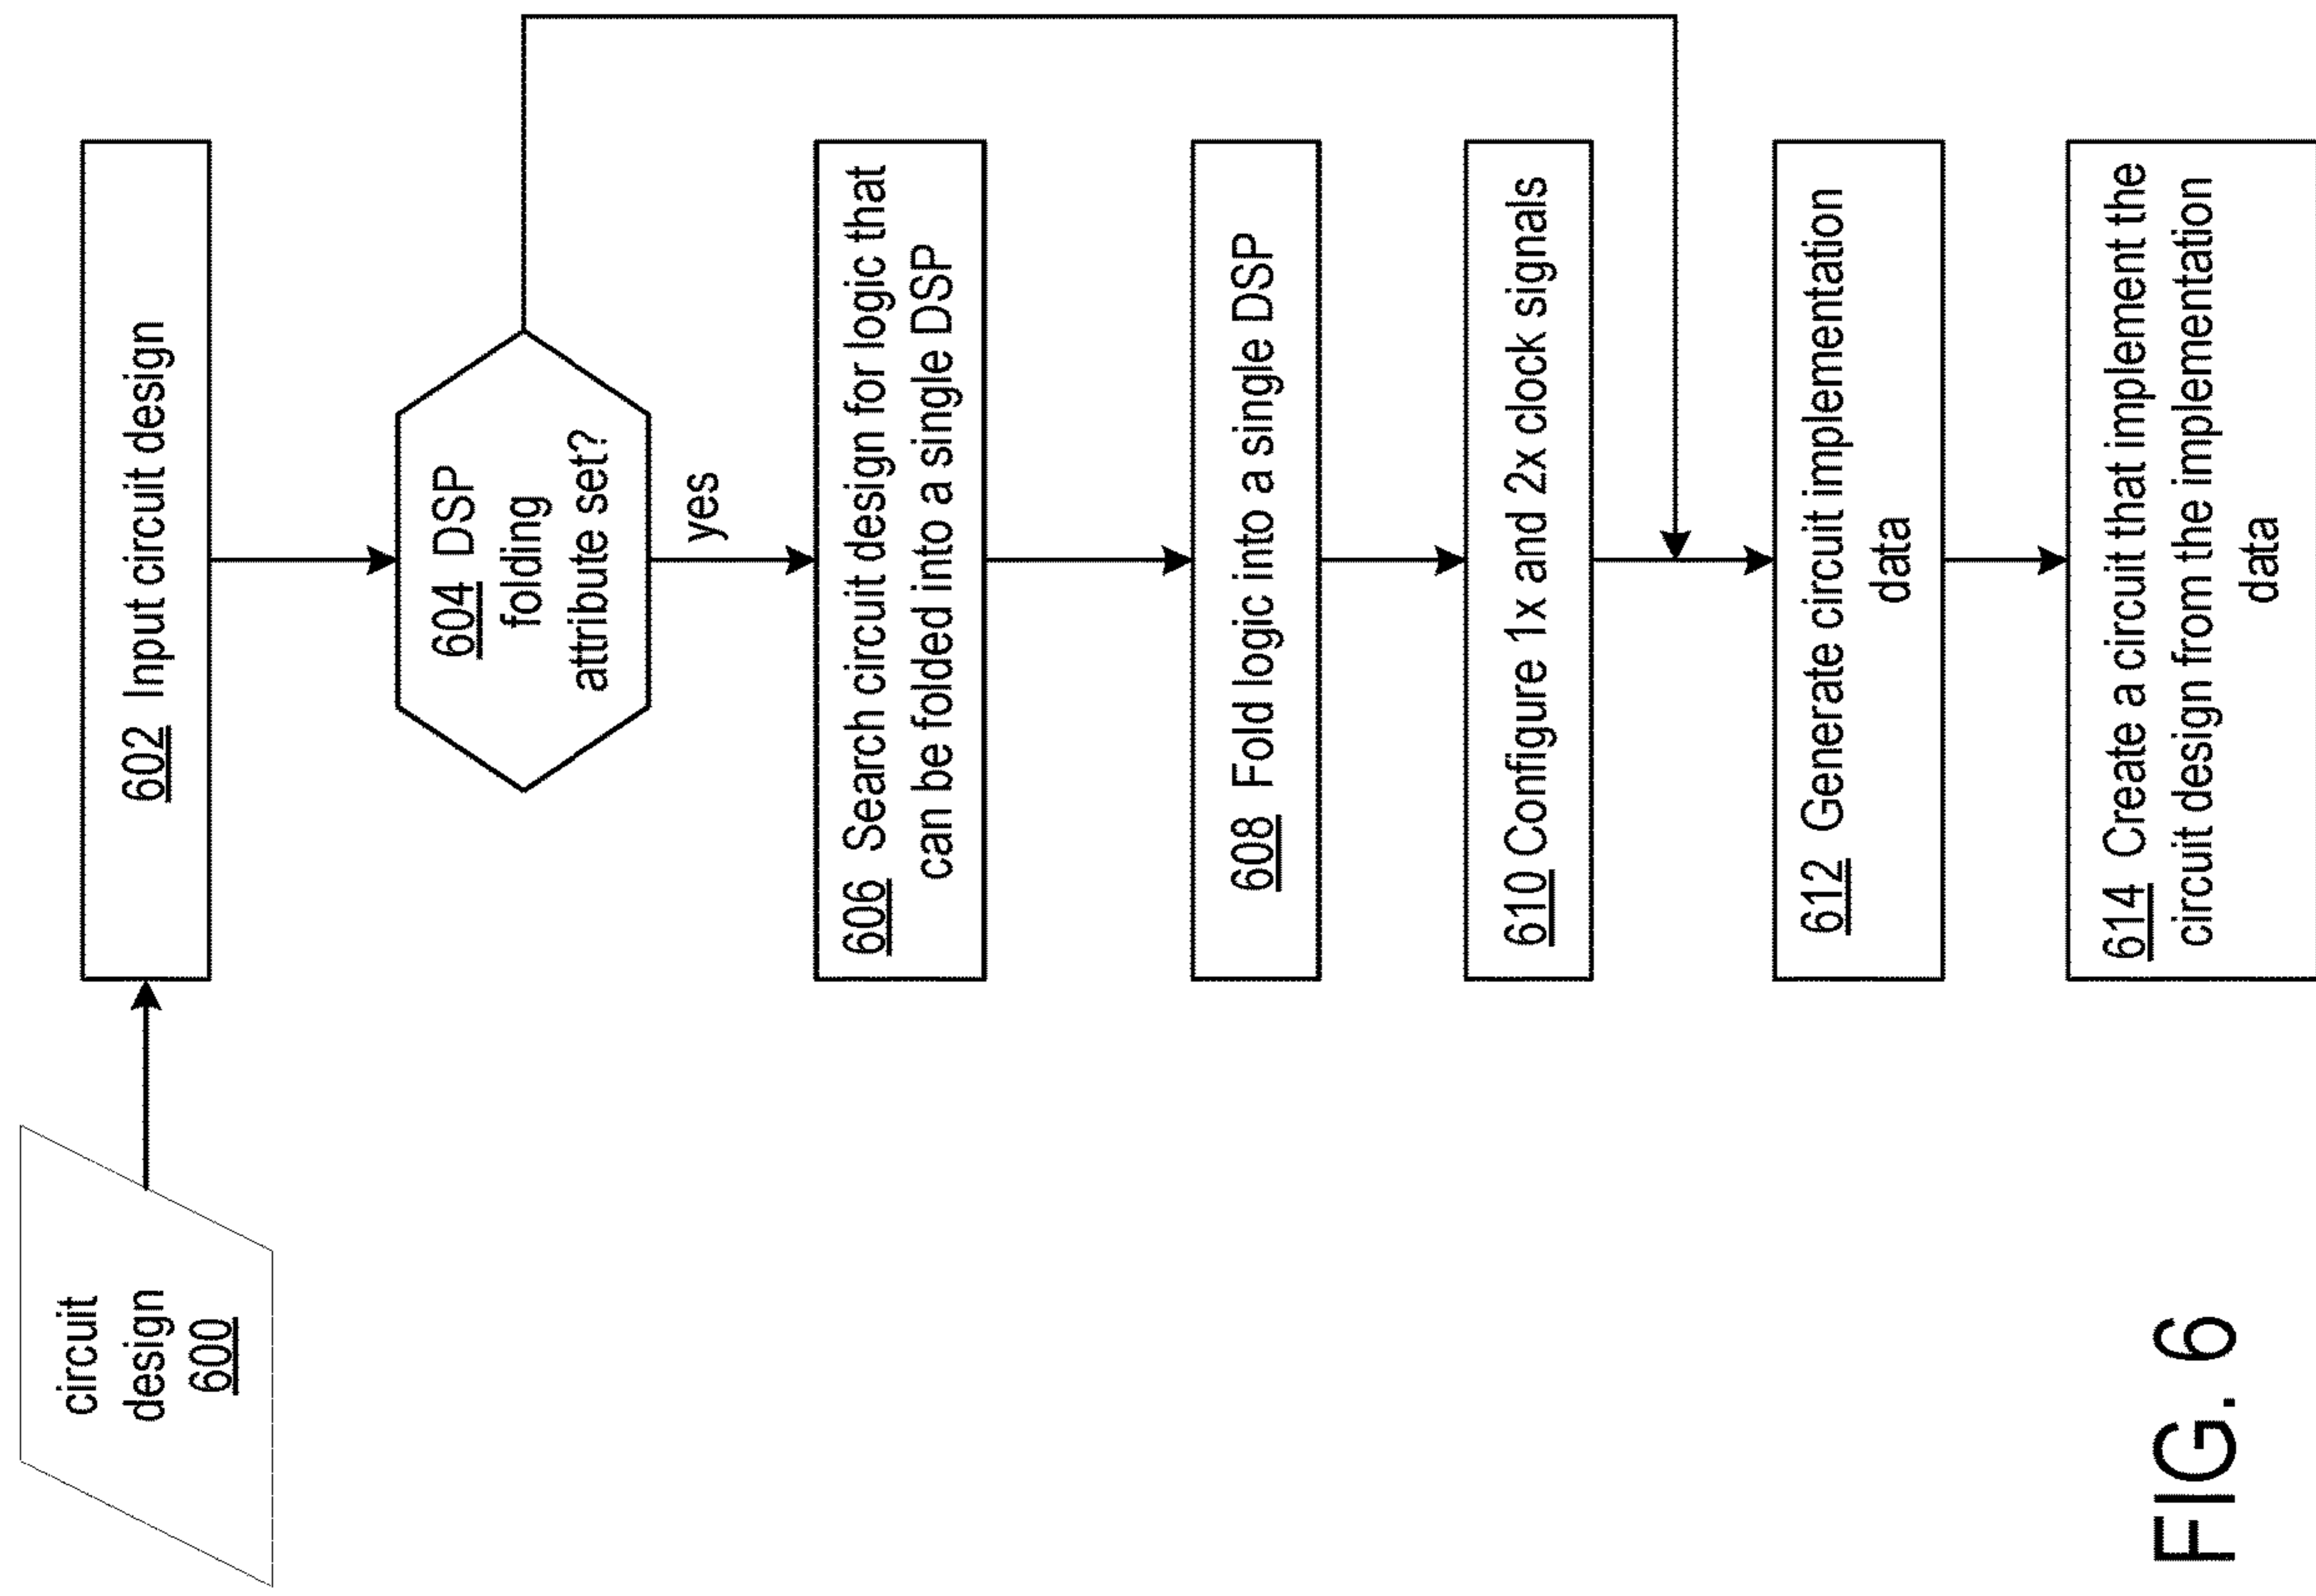 circuit
design
600
602 Input circuit design
604 DSP
folding
attribute set?
yes
606 Search circuit design for logic that
can be folded into a single DSP
608 Fold logic into a single DSP
610 Configure 1x and 2x clock signals
612 Generate circuit implementation
data
614 Create a circuit that implement the
circuit design from the implementation
data
FIG. 6